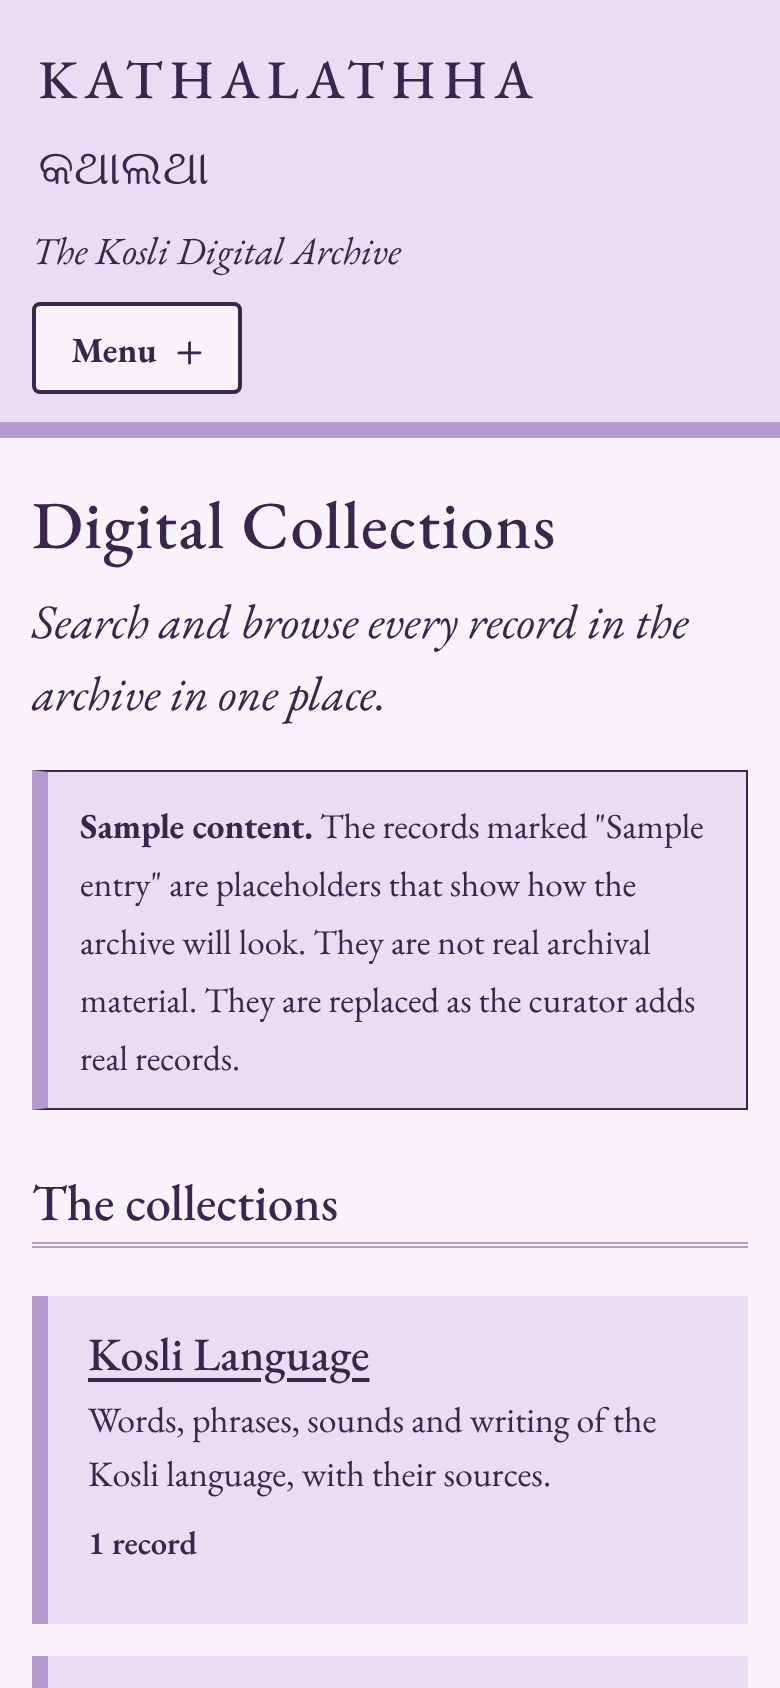 KATHALATHHA
କଥାଲଥା
The Kosli Digital Archive
Menu +
Digital Collections
Search and browse every record in the
archive in one place.
Sample content. The records marked "Sample
entry" are placeholders that show how the
archive will look. They are not real archival
material. They are replaced as the curator adds
real records.
The collections
Kosli Language
Words, phrases, sounds and writing of the
Kosli language, with their sources.
1 record